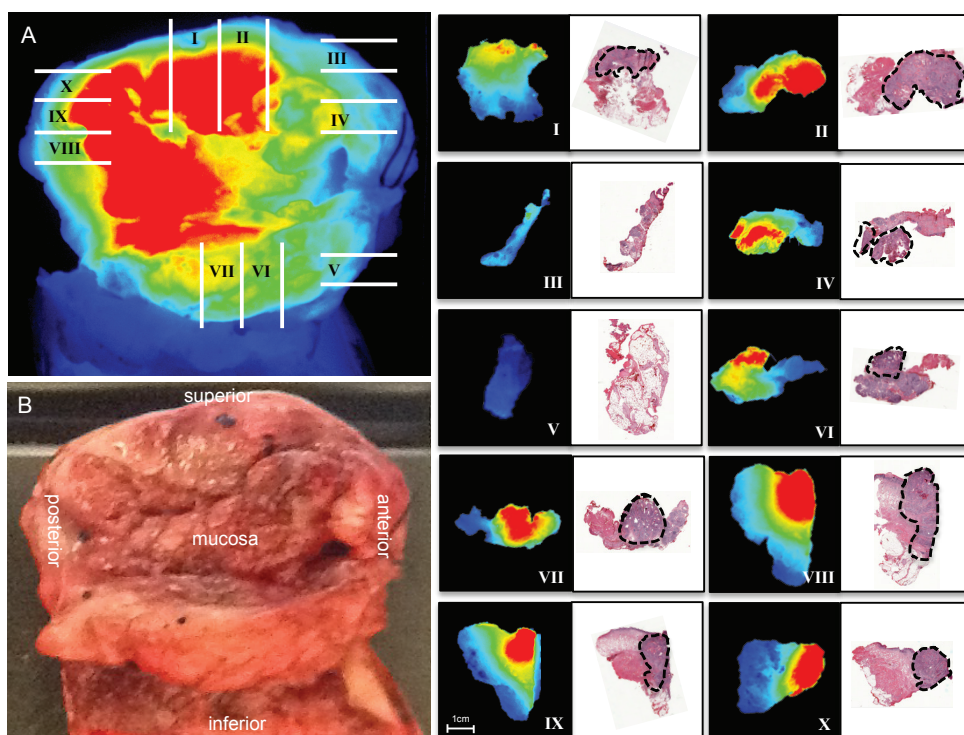 A
I
II
III
X
IX
IV
VIII
VII
VI
V
B
superior
posterior
anterior
mucosa
inferior
I
II
III
IV
V
VI
VII
VIII
1cm
IX
X